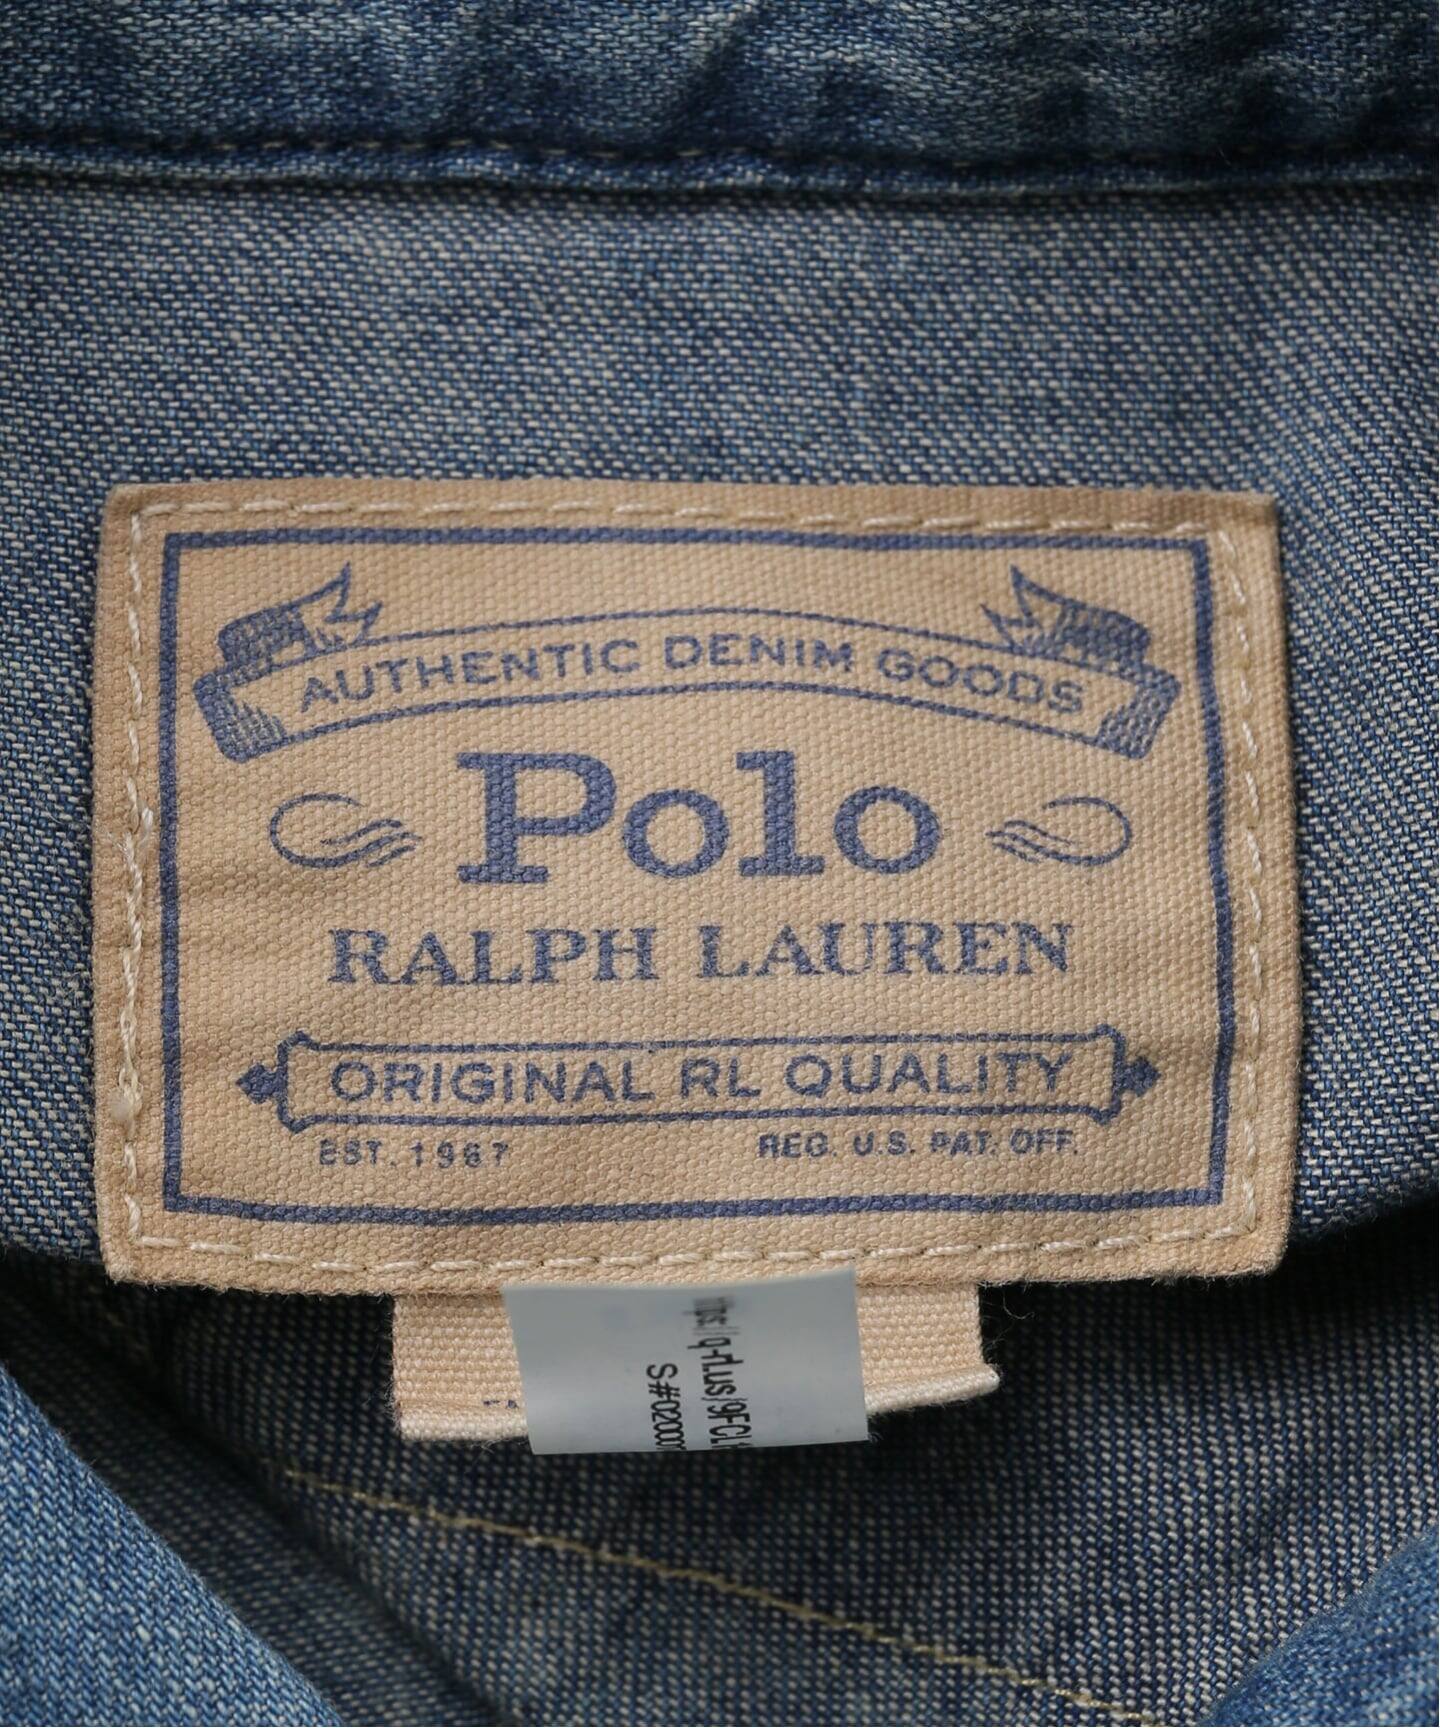 AUTHENTIC DENIM GOODS
Polo
RALPH LAUREN
ORIGINAL RL QUALITY
EST. 1967
REG. U.S. PAT. OFF.